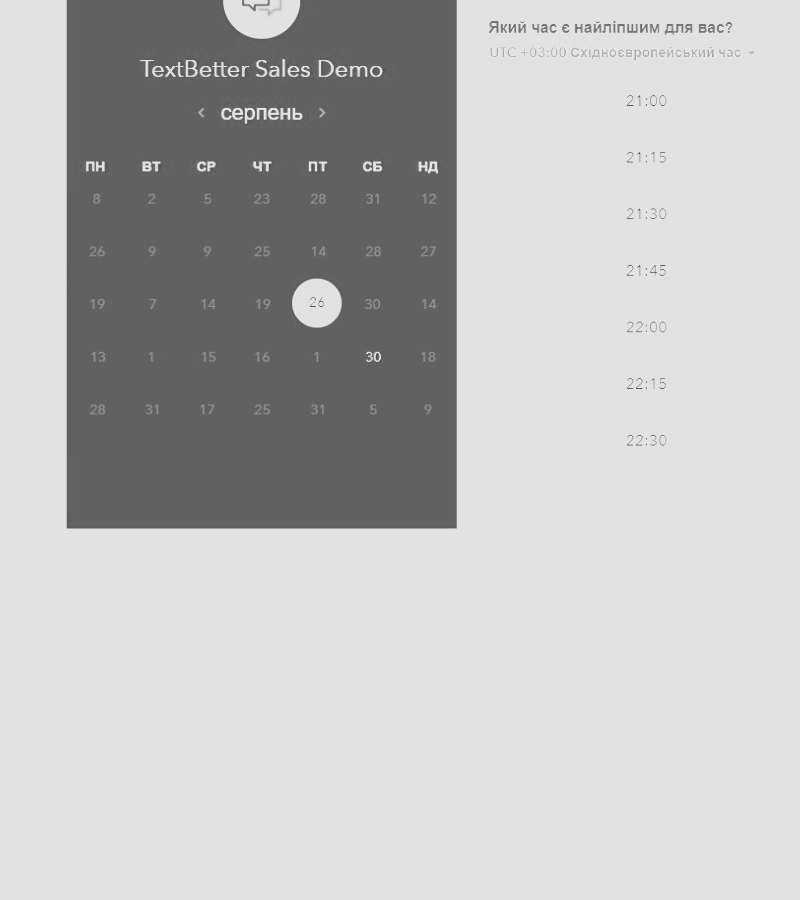 TextBetter Sales Demo
серпень
ПН ВТ СР ЧТ ПТ СБ НД
8 2 5 23 28 31 12
26 9 9 25 14 28 27
19 7 14 19 26 30 14
13 1 15 16 1 30 18
28 31 17 25 31 5 9
Який час є найліпшим для вас?
UTC +03:00 Східноєвропейський час
21:00
21:15
21:30
21:45
22:00
22:15
22:30